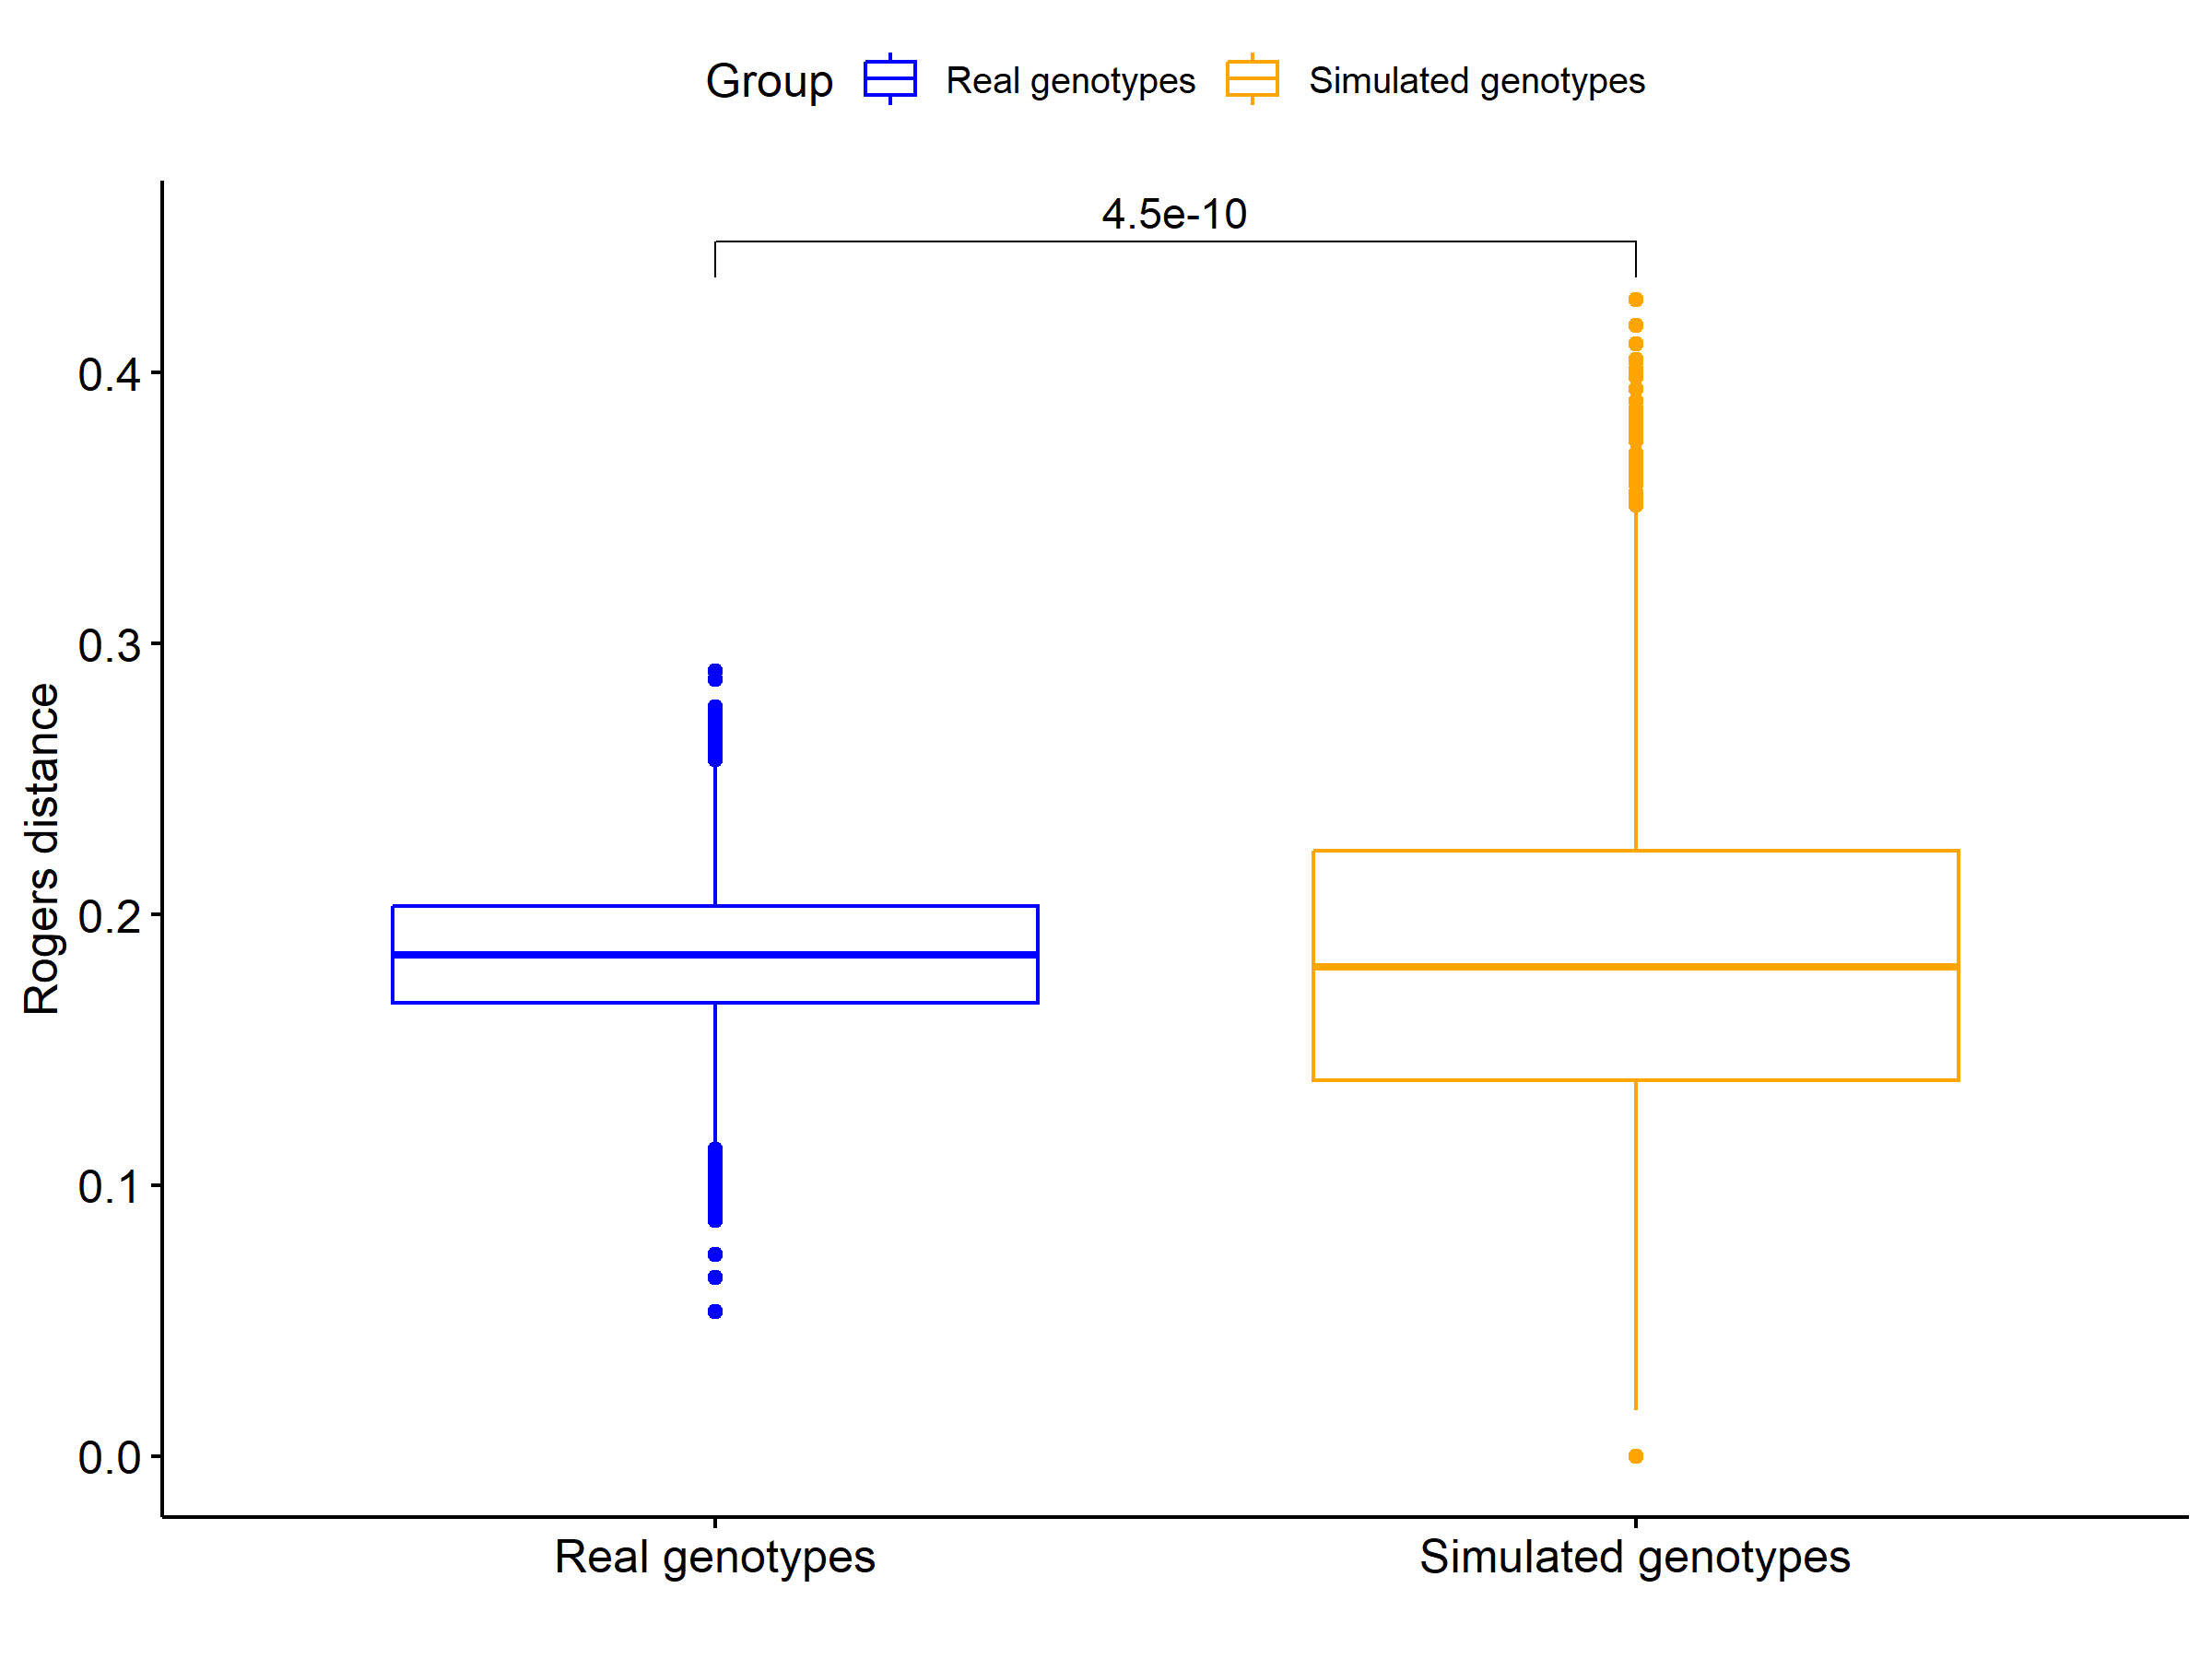 Group Real genotypes Simulated genotypes
4.5e-10
Rogers distance
0.4
0.3
0.2
0.1
0.0
Real genotypes Simulated genotypes